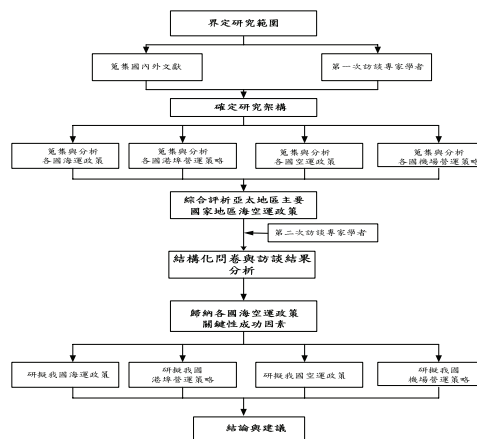 界定研究範圍
蒐集國內外文獻
第一次訪談專家學者
確定研究架構
蒐集與分析
各國海運政策
蒐集與分析
各國港埠營運策略
蒐集與分析
各國空運政策
蒐集與分析
各國機場營運策略
綜合評析亞太地區主要
國家地區海空運政策
第二次訪談專家學者
結構化問卷與訪談結果
分析
歸納各國海空運政策
關鍵性成功因素
研擬我國海運政策
研擬我國
港埠營運策略
研擬我國空運政策
研擬我國
機場營運策略
結論與建議